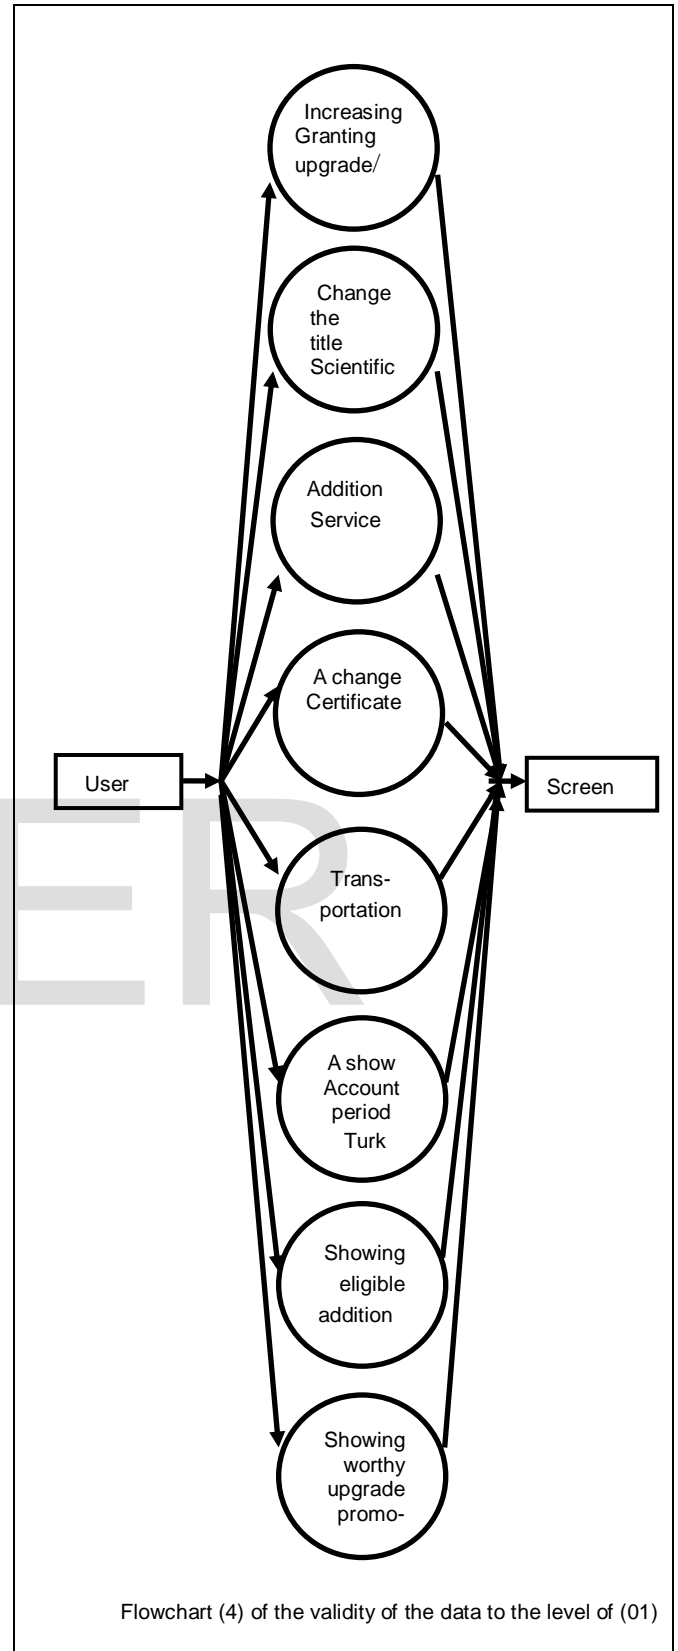 Increasing
Granting
upgrade/
Change
the
title
Scientific
Addition
Service
A change
Certificate
User
Screen
Trans-
portation
A show
Account
period
Turk
Showing
eligible
addition
Showing
worthy
upgrade
promo-
Flowchart (4) of the validity of the data to the level of (01)
ER